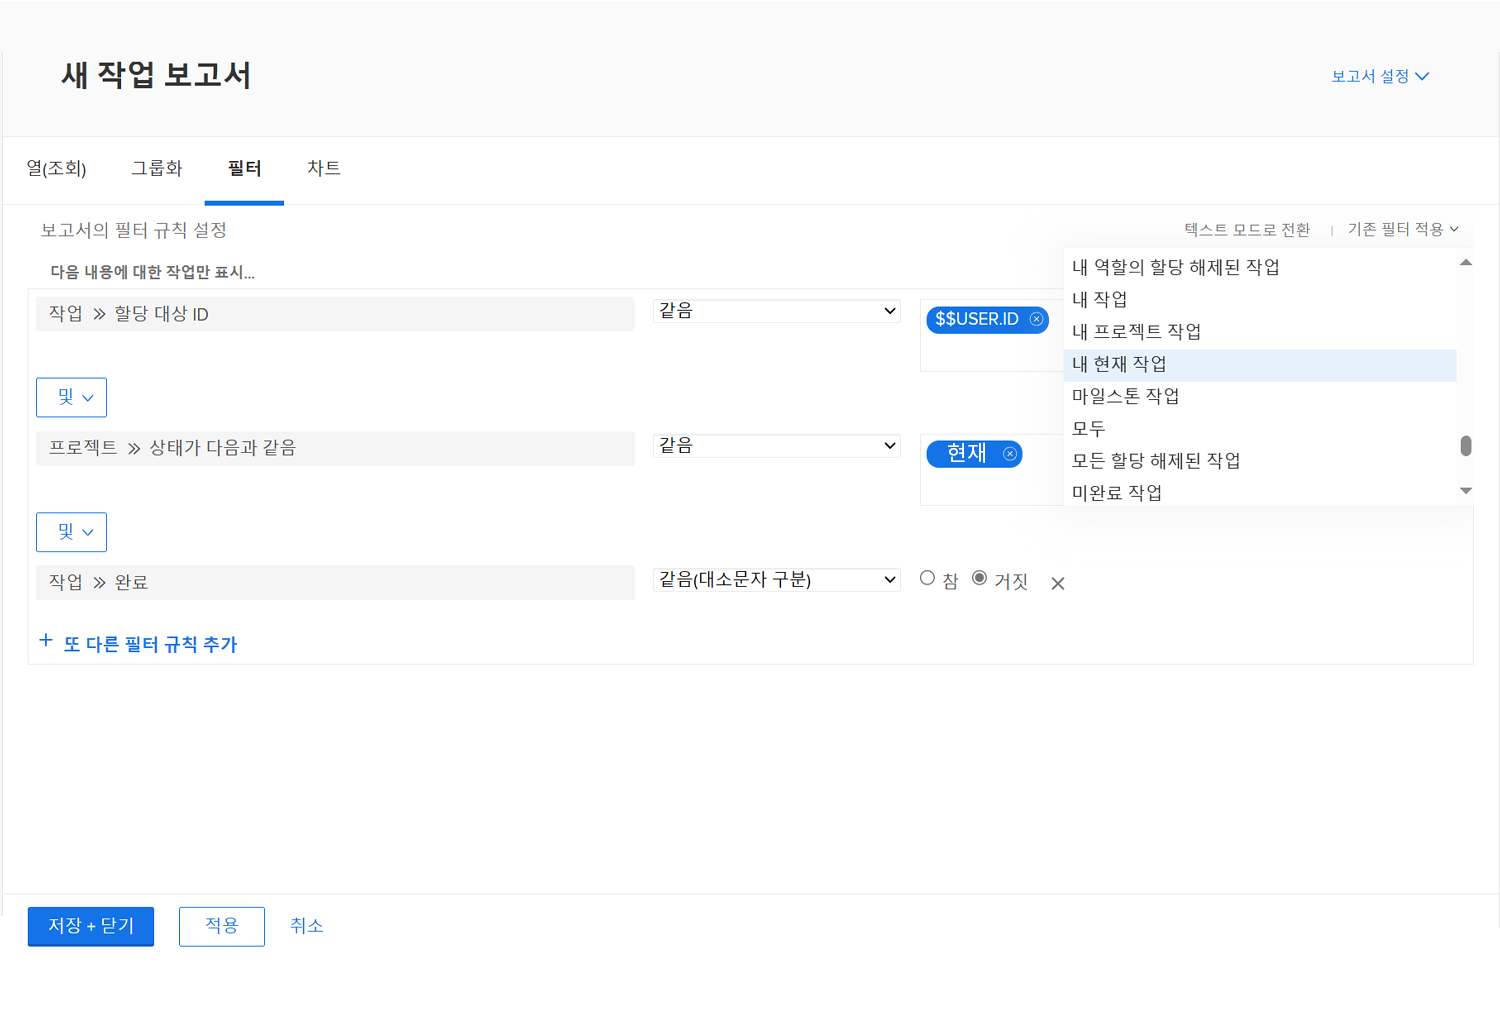 새 작업 보고서
보고서 설정
열(조회) 그룹화 필터 차트
보고서의 필터 규칙 설정
텍스트 모드로 전환 | 기존 필터 적용
다음 내용에 대한 작업만 표시...
작업 » 할당 대상 ID 같음 $$USER.ID
및
프로젝트 » 상태가 다음과 같음 같음 현재
및
작업 » 완료 같음(대소문자 구분) 참 거짓
+ 또 다른 필터 규칙 추가
내 역할의 할당 해제된 작업
내 작업
내 프로젝트 작업
내 현재 작업
마일스톤 작업
모두
모든 할당 해제된 작업
미완료 작업
저장 + 닫기 적용 취소